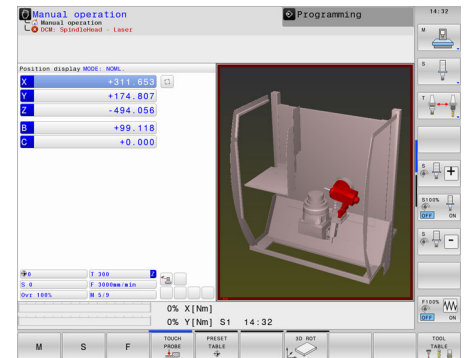 Manual operation
Programming
14:32
Manual operation
DCM: SpindleHead - Laser
M
Position display MODE: NOML.
X +311.653
S
Y +174.807
Z -494.056
T
B +99.118
C +0.000
S
S100%
OFF ON
S
0 T 300 Z
S 0 F 3000mm/min
Ovr 100% M 5/9
0% X[Nm]
0% Y[Nm] S1 14:32
F100%
OFF ON
M S F TOUCH PROBE PRESET TABLE 3D ROT TOOL TABLE